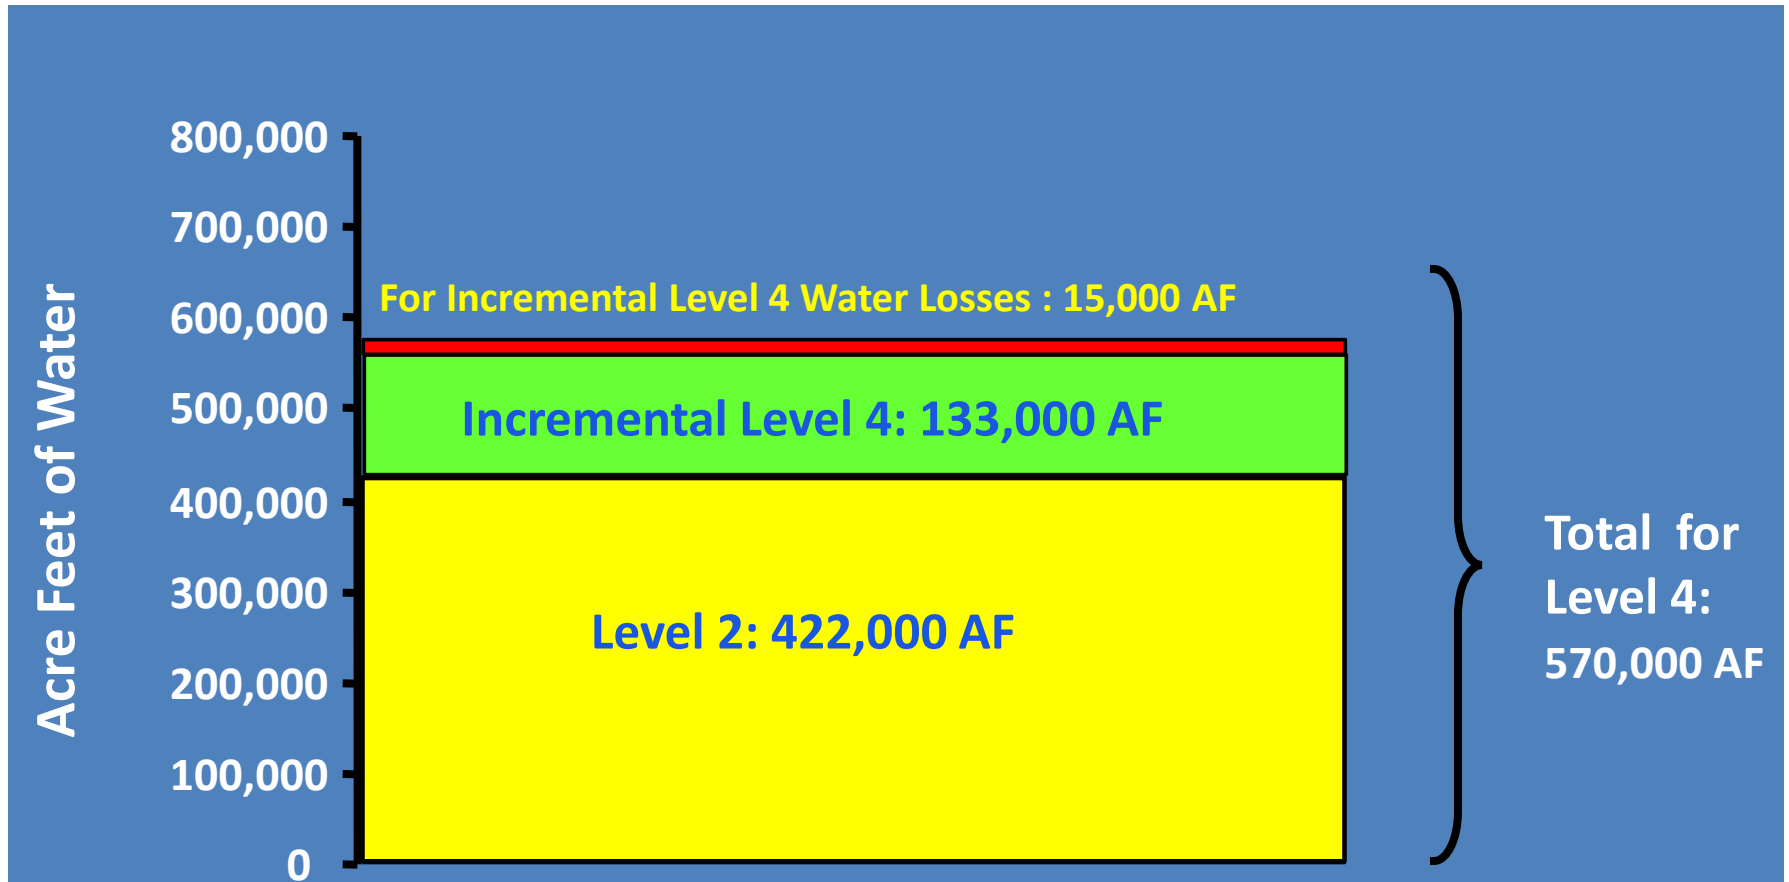 Acre Feet of Water
800,000
700,000
600,000
500,000
400,000
300,000
200,000
100,000
0
For Incremental Level 4 Water Losses : 15,000 AF
Incremental Level 4: 133,000 AF
Level 2: 422,000 AF
Total for
Level 4:
570,000 AF